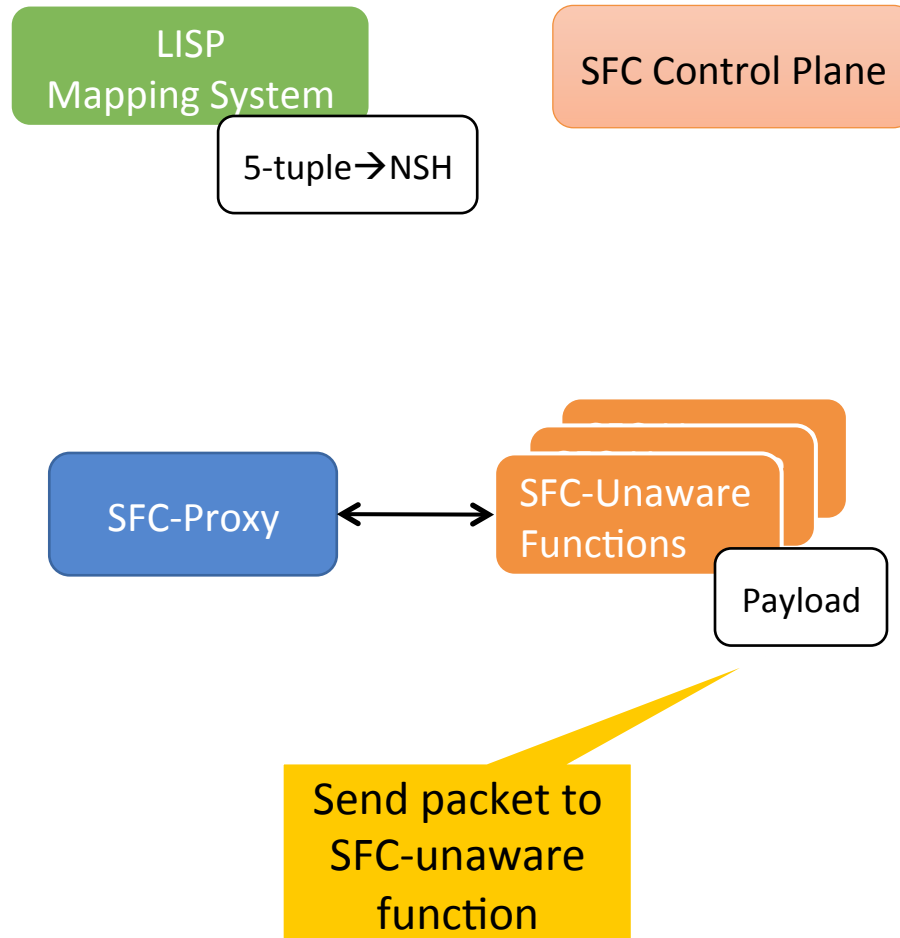 LISP
Mapping System
SFC Control Plane
5-tuple→NSH
SFC-Proxy
SFC-Unaware
Functions
Payload
Send packet to
SFC-unaware
function